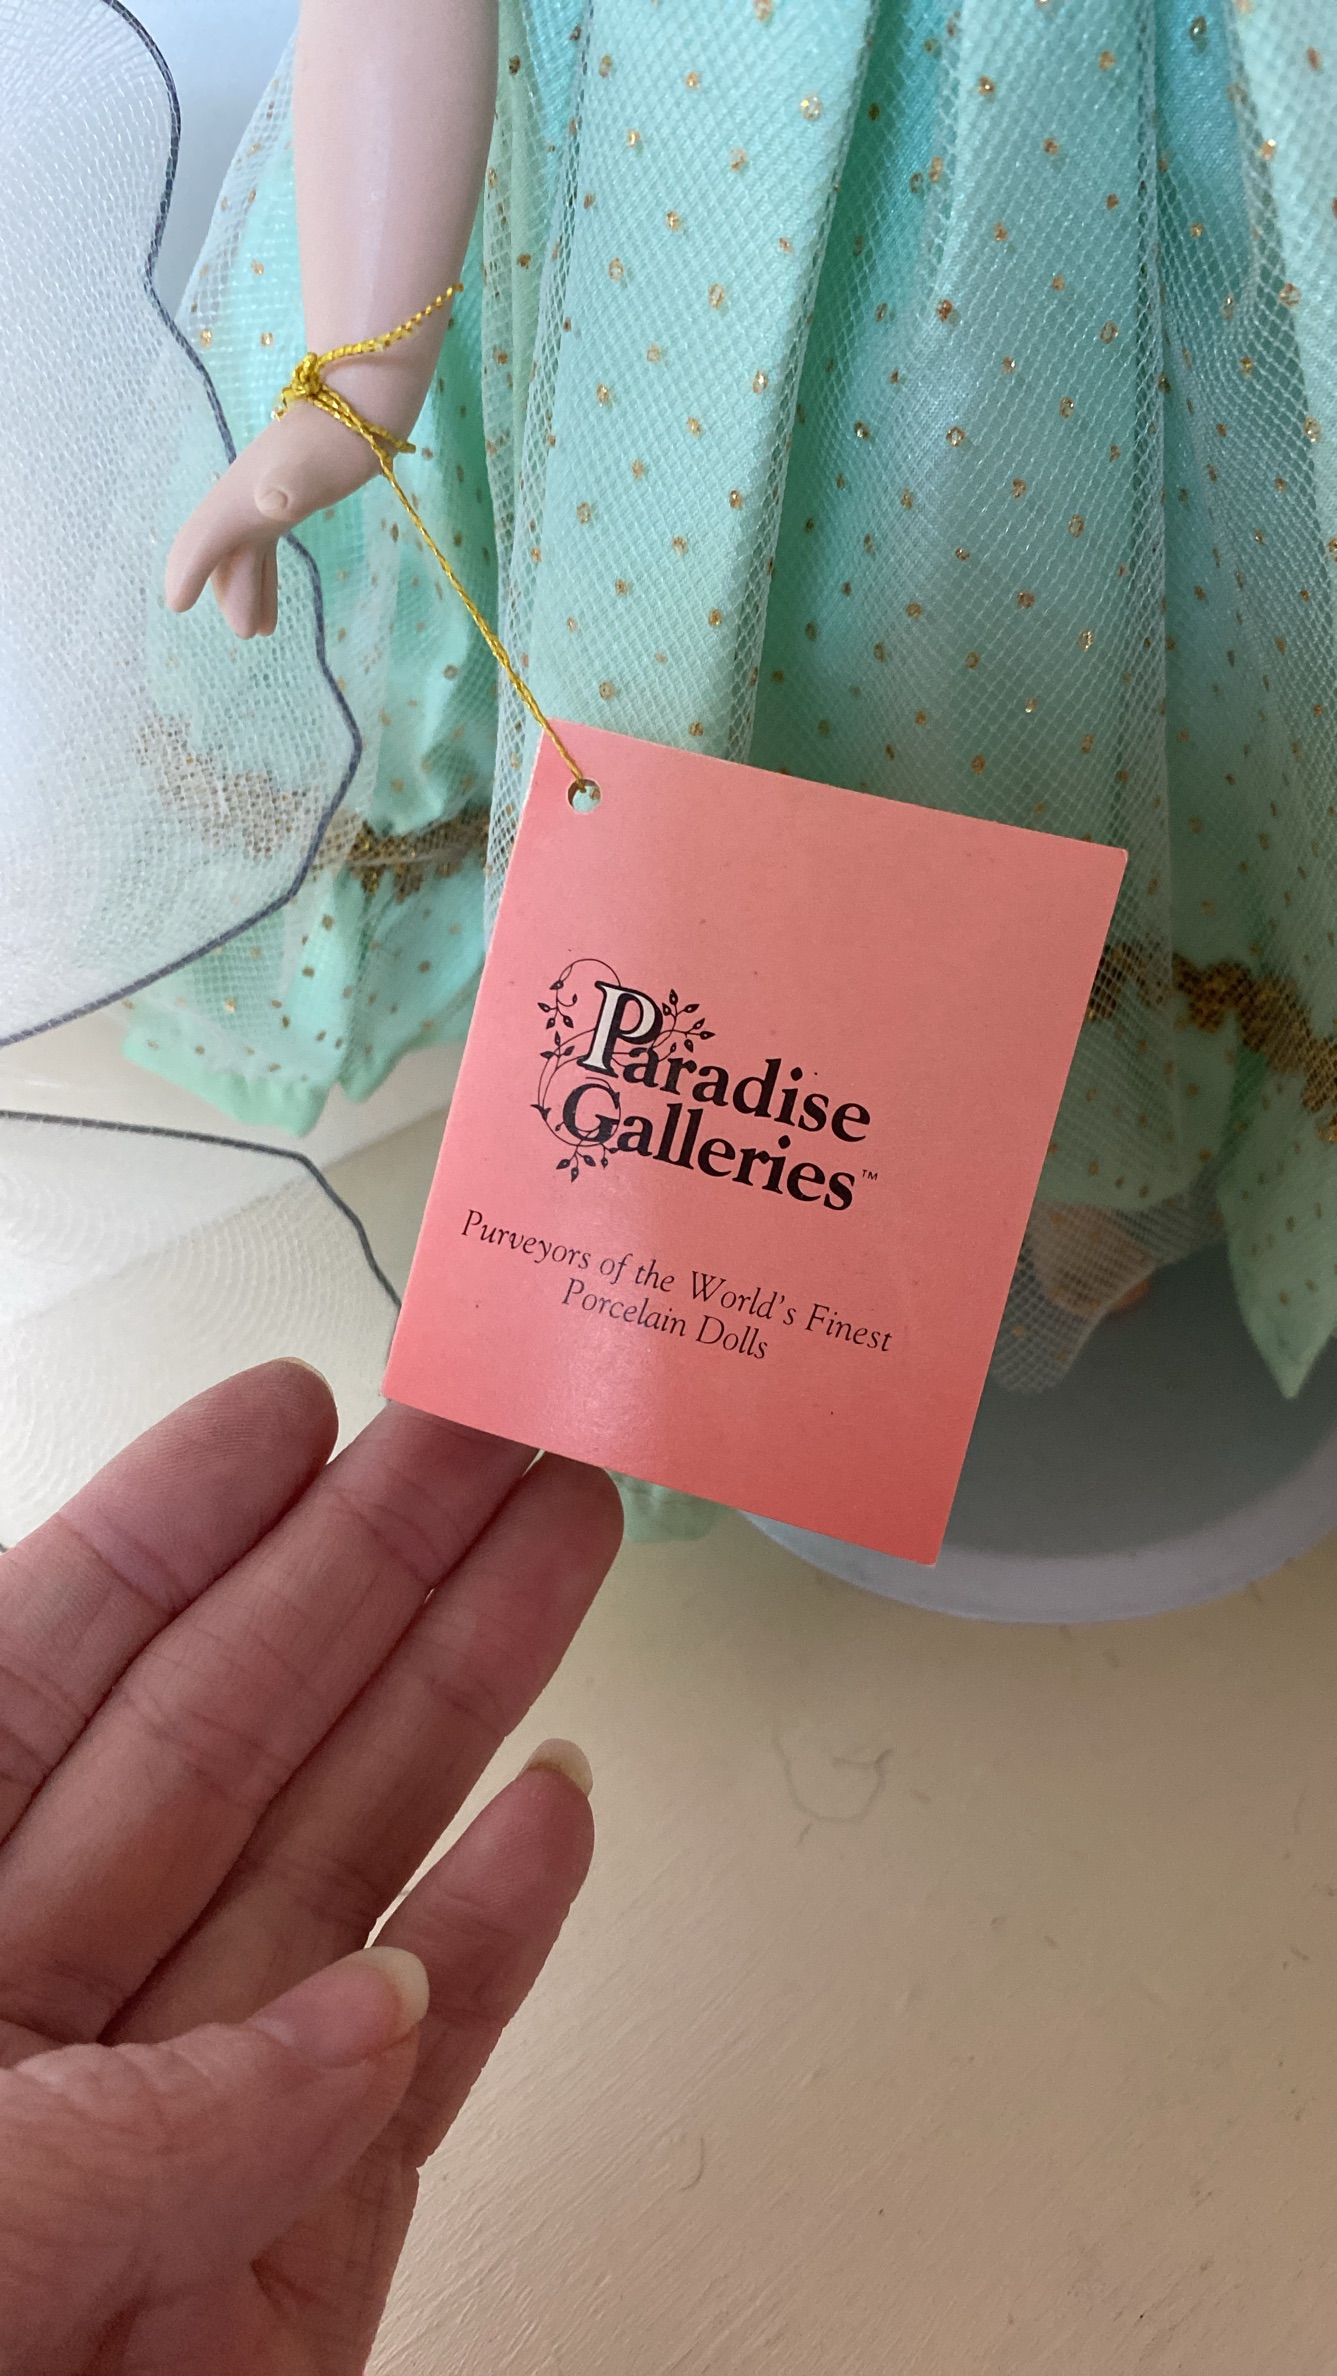 Paradise
Galleries™
Purveyors of the World's Finest
Porcelain Dolls